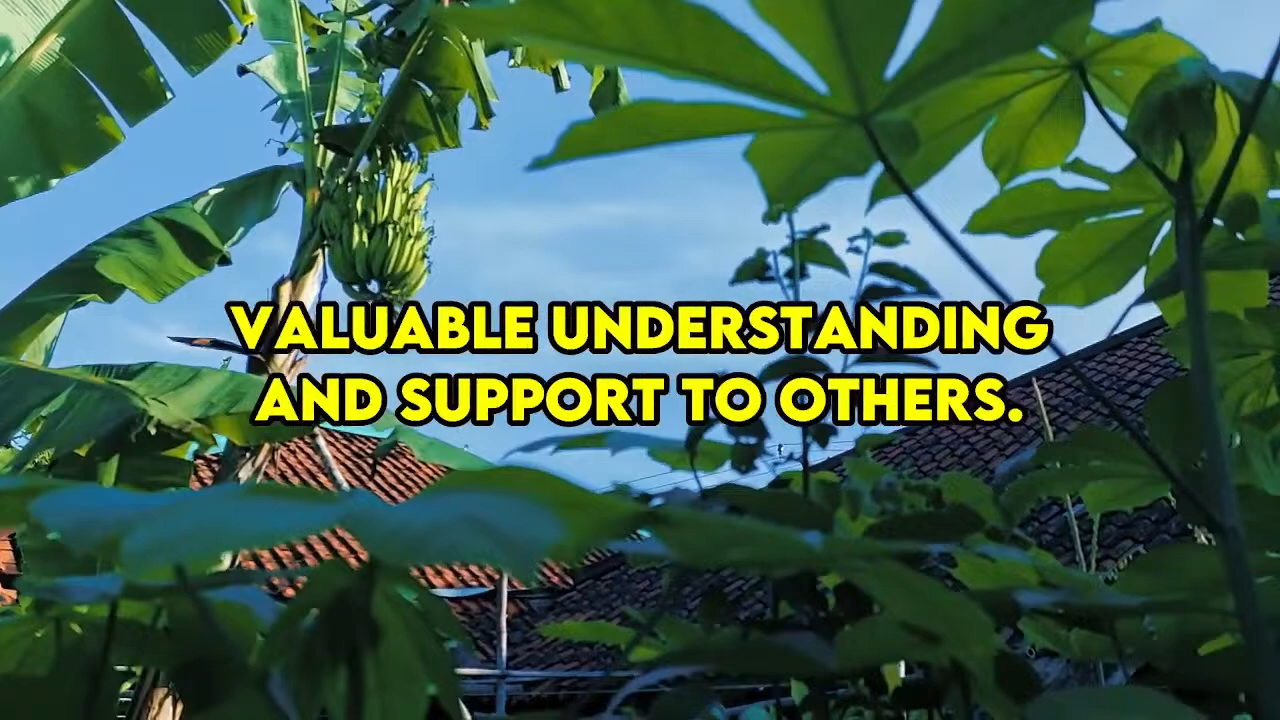 VALUABLE UNDERSTANDING
AND SUPPORT TO OTHERS.